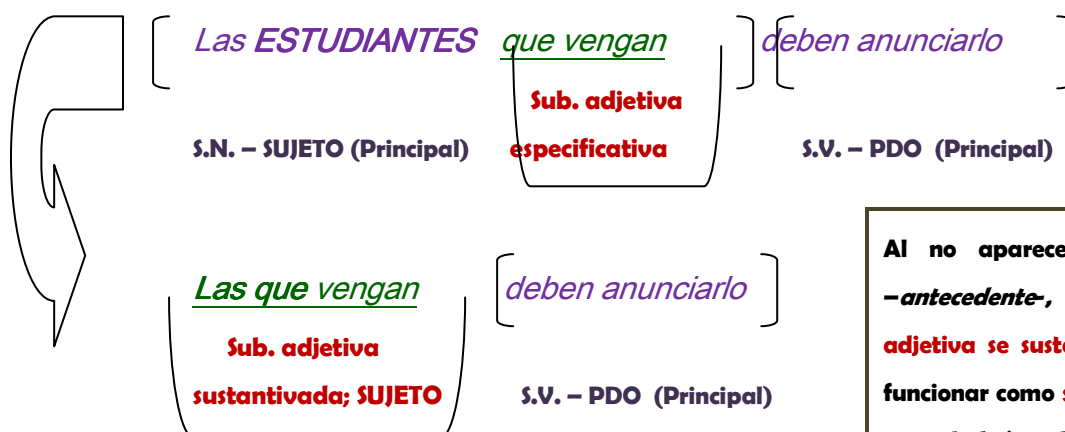 Las ESTUDIANTES que vengan deben anunciarlo
Sub. adjetiva
S.N. – SUJETO (Principal) especificativa S.V. – PDO (Principal)
Las que vengan deben anunciarlo
Sub. adjetiva
sustantivada; SUJETO S.V. – PDO (Principal)
Al no aparece
–antecedente-,
adjetiva se sust
funcionar como